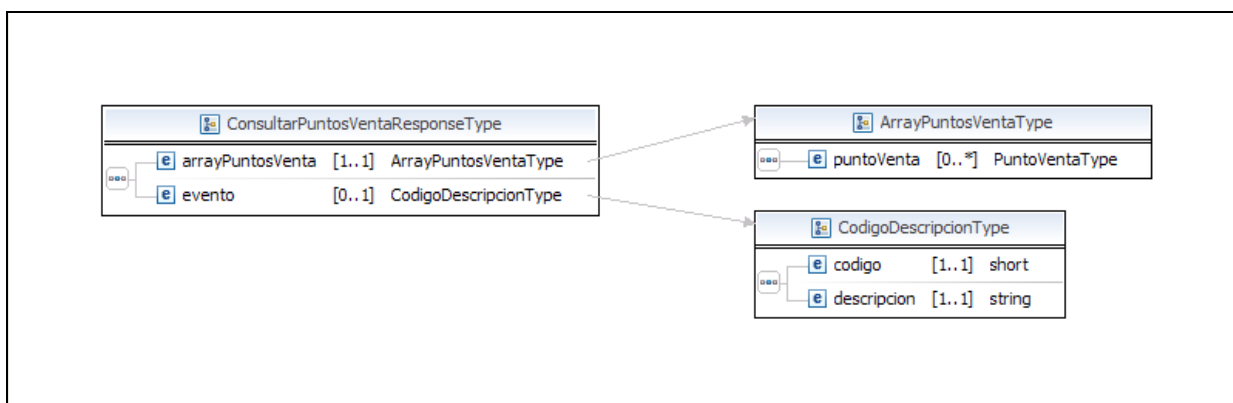 ConsultarPuntosVentaResponseType
e arrayPuntosVenta [1..1] ArrayPuntosVentaType
e evento [0..1] CodigoDescripcionType
ArrayPuntosVentaType
e puntoVenta [0..*] PuntoVentaType
CodigoDescripcionType
e codigo [1..1] short
e descripcion [1..1] string